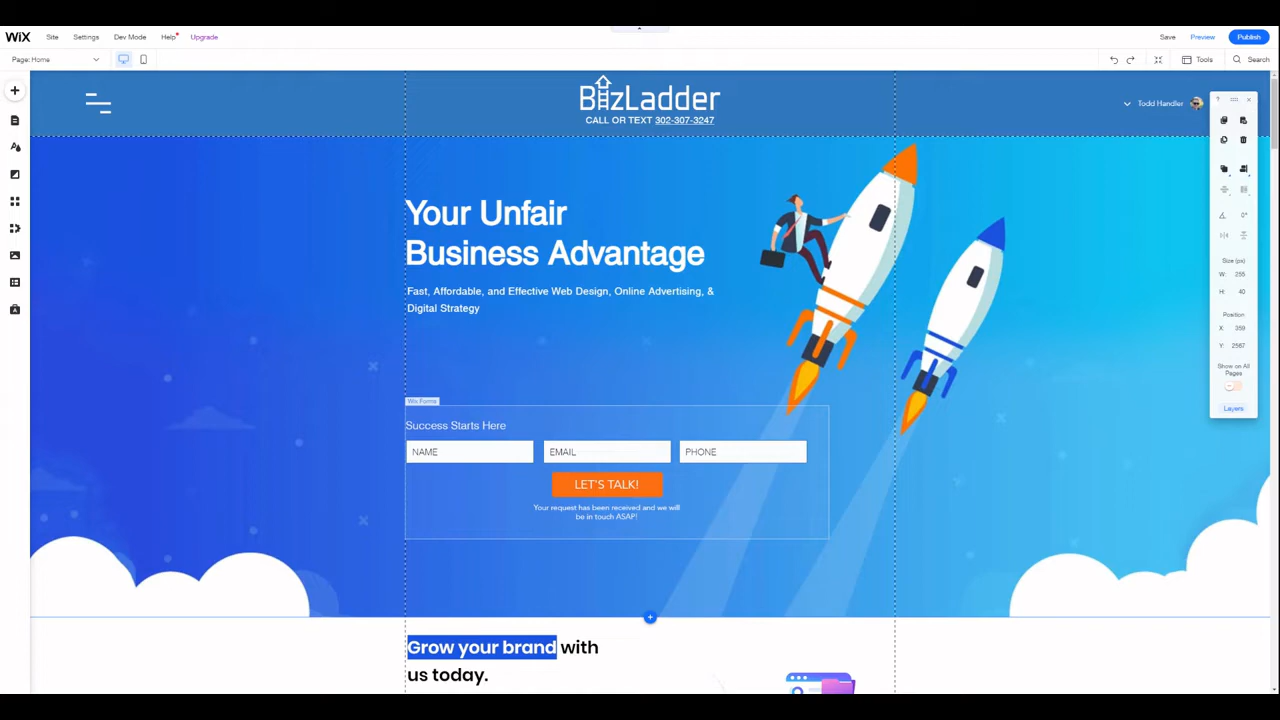 WiX Site Settings Dev Mode Help Upgrade Save Preview Publish
Page: Home Tools Search
BizLadder
CALL OR TEXT 302-307-3247
Todd Handler
Your Unfair
Business Advantage
Fast, Affordable, and Effective Web Design, Online Advertising, &
Digital Strategy
Wix Forms
Success Starts Here
NAME EMAIL PHONE
LET'S TALK!
Your request has been received and we will
be in touch ASAP!
Grow your brand with
us today.
?
0°
Size (px)
W: 255
H: 40
Position
X: 359
Y: 2567
Show on All
Pages
Layers